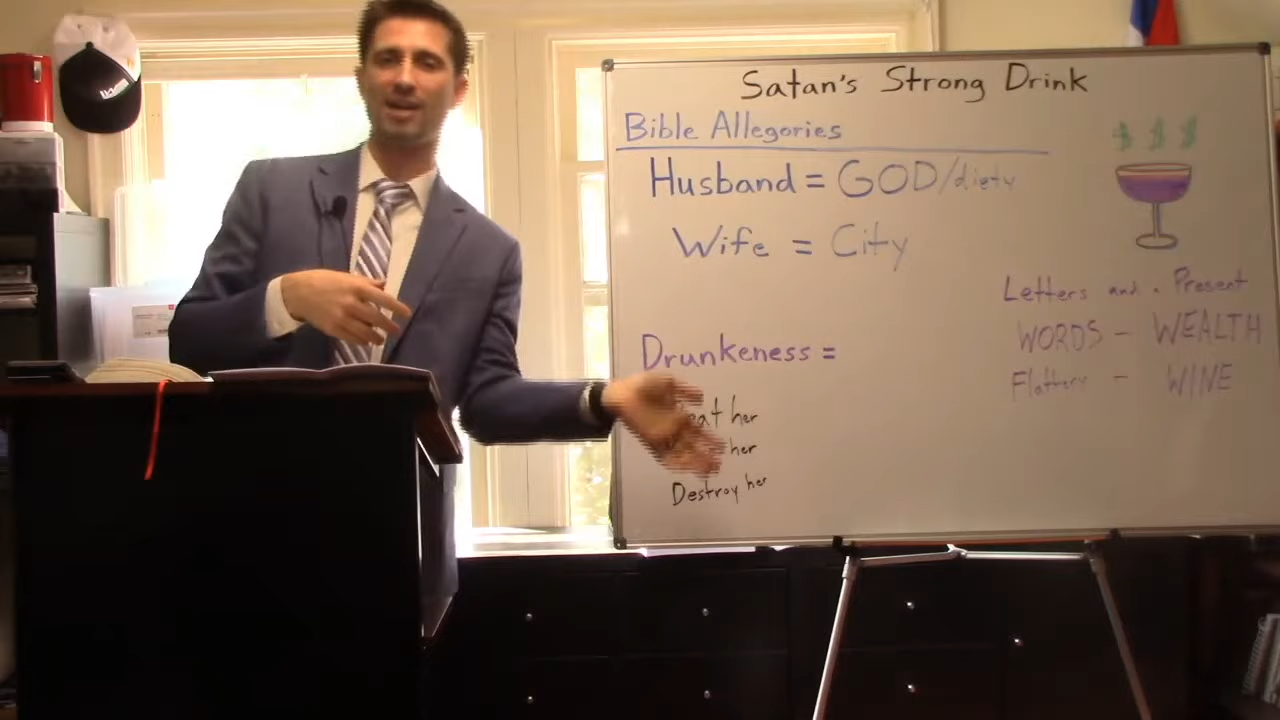 Satan's Strong Drink
Bible Allegories
Husband = GOD/diety
Wife = City
$ $ $
Letters and a Present
WORDS - WEALTH
Flattery - WINE
Drunkeness =
her
her
Destroy her